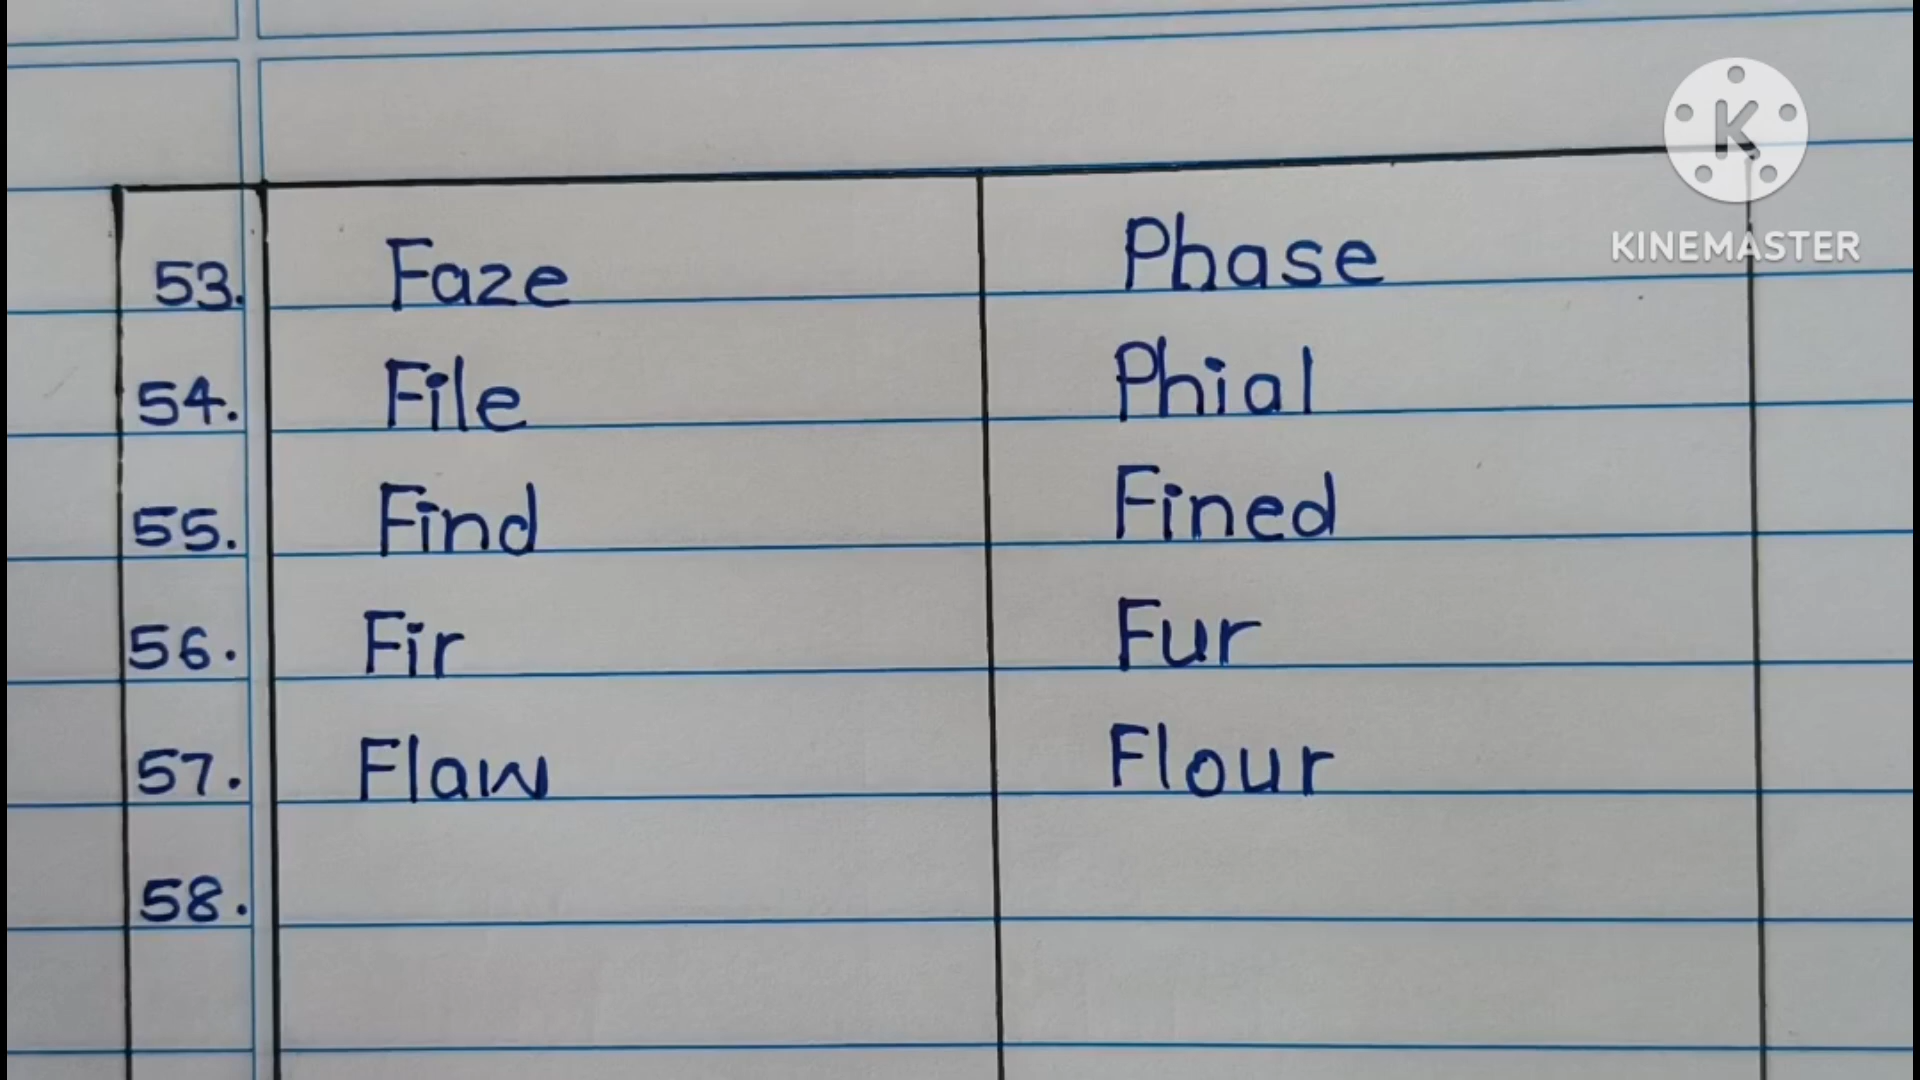 KINEMASTER
53. Faze Phase
54. File Phial
55. Find Fined
56. Fir Fur
57. Flaw Flour
58.